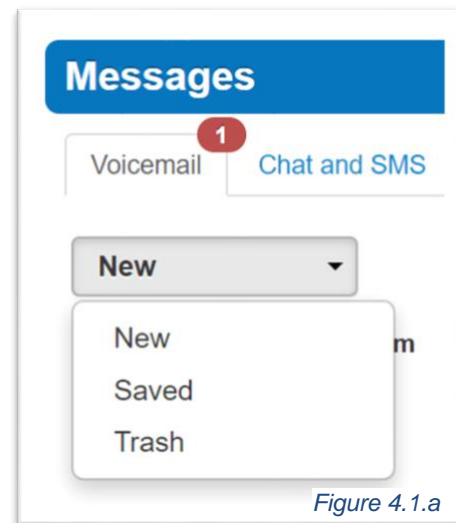 Messages
1
Voicemail Chat and SMS
New
New
m
Saved
Trash
Figure 4.1.a